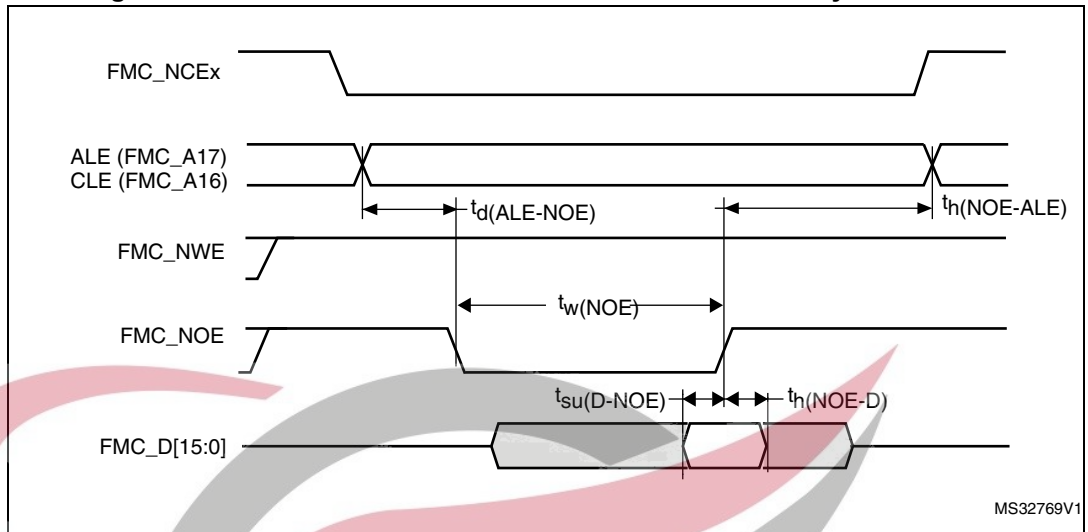 FMC_NCEx
ALE (FMC_A17)
CLE (FMC_A16)
td(ALE-NOE)
th(NOE-ALE)
FMC_NWE
tw(NOE)
FMC_NOE
tsu(D-NOE)
th(NOE-D)
FMC_D[15:0]
MS32769V1